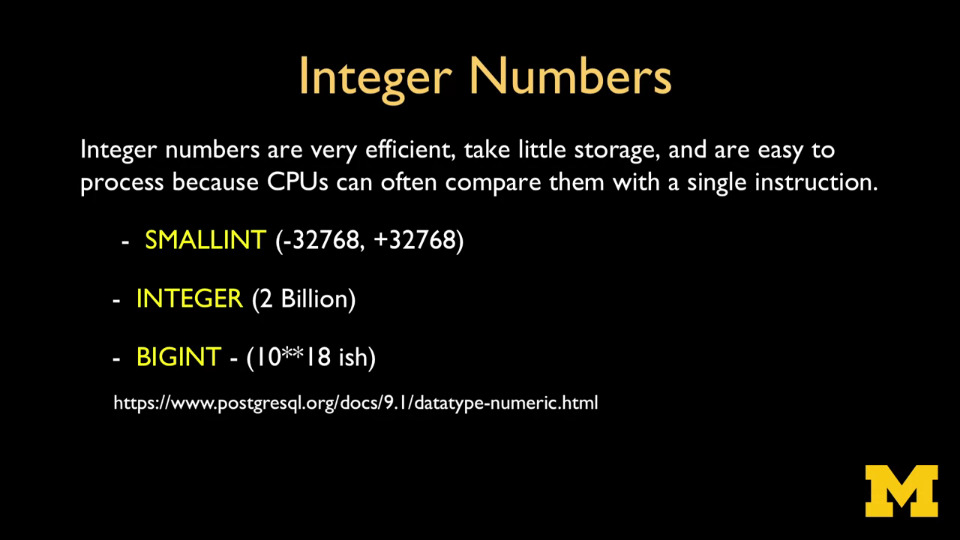 Integer Numbers
Integer numbers are very efficient, take little storage, and are easy to
process because CPUs can often compare them with a single instruction.
- SMALLINT (-32768, +32768)
- INTEGER (2 Billion)
- BIGINT - (10**18 ish)
https://www.postgresql.org/docs/9.1/datatype-numeric.html
M